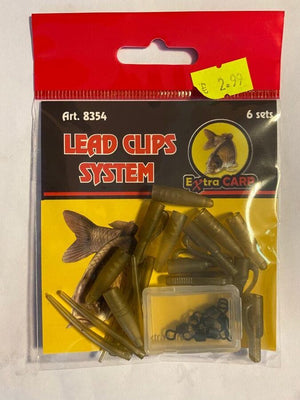 € 2.99
Art. 8354
6 sets
LEAD CLIPS
SYSTEM
Extra CARP